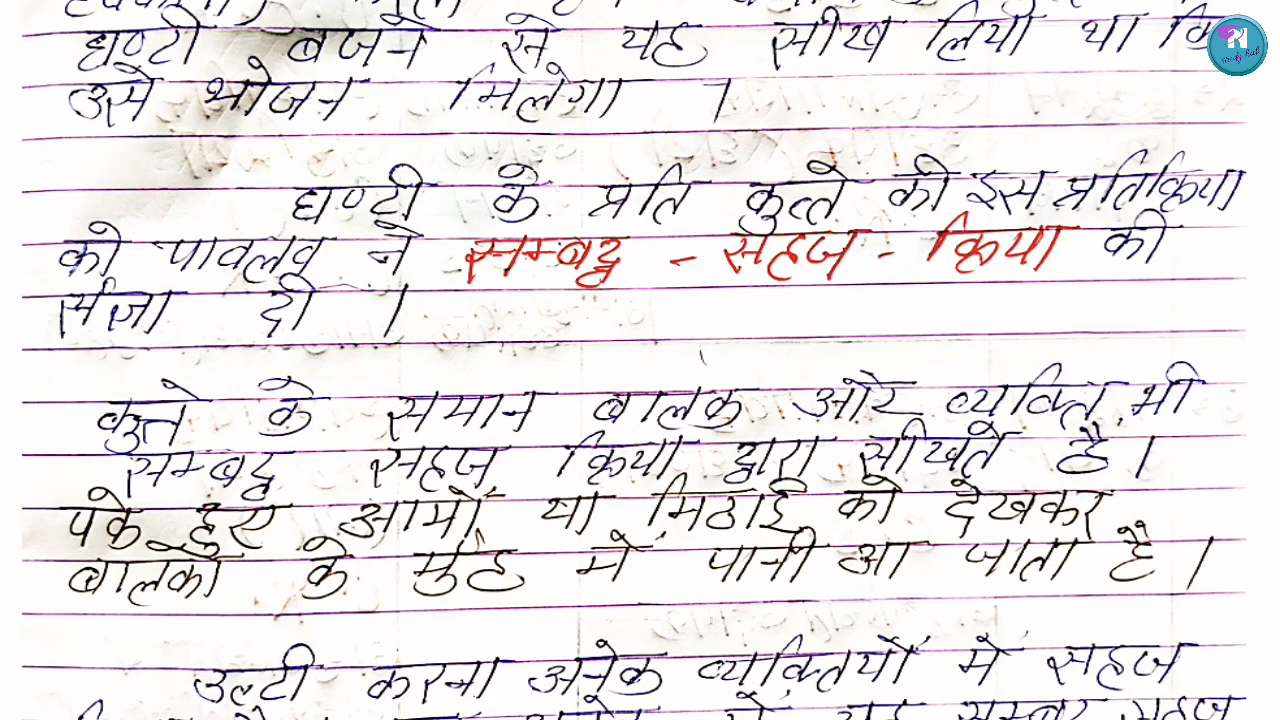 घण्टी बजने से यह सीख लिया था कि
उसे भोजन मिलेगा ।
घण्टी के प्रति कुत्ते की इस प्रतिक्रिया
को पावलव ने सम्बद्ध - सहज - क्रिया की
संज्ञा दी ।
कुत्ते के समान बालक और व्यक्ति भी
सम्बद्ध सहज क्रिया द्वारा सीखते है ।
पके हुए आमों या मिठाई को देखकर
बालकों के मुँह में पानी आ जाता है ।
उल्टी करना अनेक व्यक्तियों में सहज